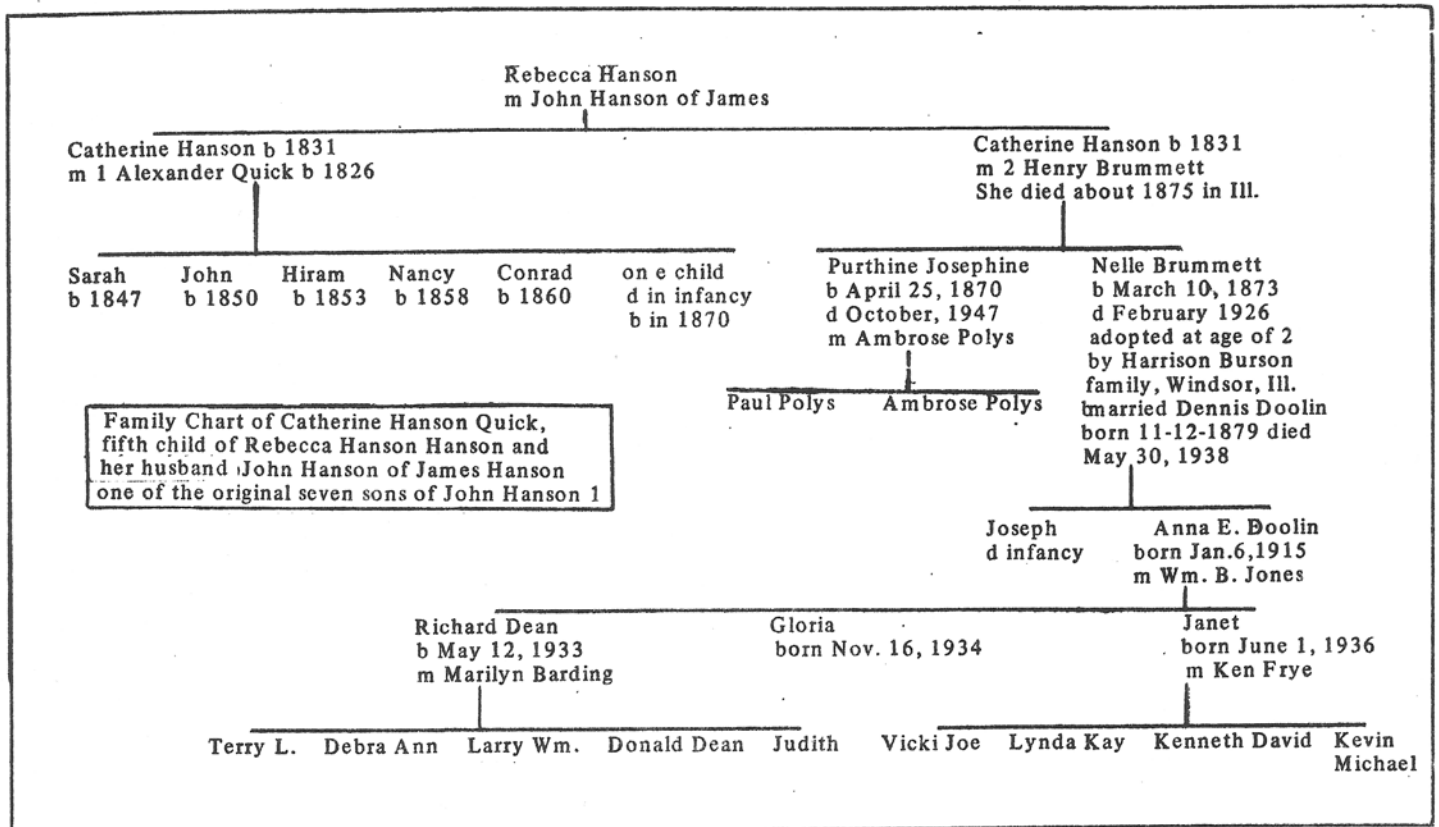 Rebecca Hanson
m John Hanson of James
Catherine Hanson b 1831
m 1 Alexander Quick b 1826
Catherine Hanson b 1831
m 2 Henry Brummett
She died about 1875 in Ill.
Sarah
b 1847
John
b 1850
Hiram
b 1853
Nancy
b 1858
Conrad
b 1860
on e child
d in infancy
b in 1870
Purthine Josephine
b April 25, 1870
d October, 1947
m Ambrose Polys
Nelle Brummett
b March 10, 1873
d February 1926
adopted at age of 2
by Harrison Burson
family, Windsor, Ill.
married Dennis Doolin
born 11-12-1879 died
May 30, 1938
Paul Polys
Ambrose Polys
Family Chart of Catherine Hanson Quick,
fifth child of Rebecca Hanson Hanson and
her husband John Hanson of James Hanson
one of the original seven sons of John Hanson 1
Joseph
d infancy
Anna E. Doolin
born Jan.6,1915
m Wm. B. Jones
Richard Dean
b May 12, 1933
m Marilyn Barding
Gloria
born Nov. 16, 1934
Janet
born June 1, 1936
m Ken Frye
Terry L.
Debra Ann
Larry Wm.
Donald Dean
Judith
Vicki Joe
Lynda Kay
Kenneth David
Kevin
Michael